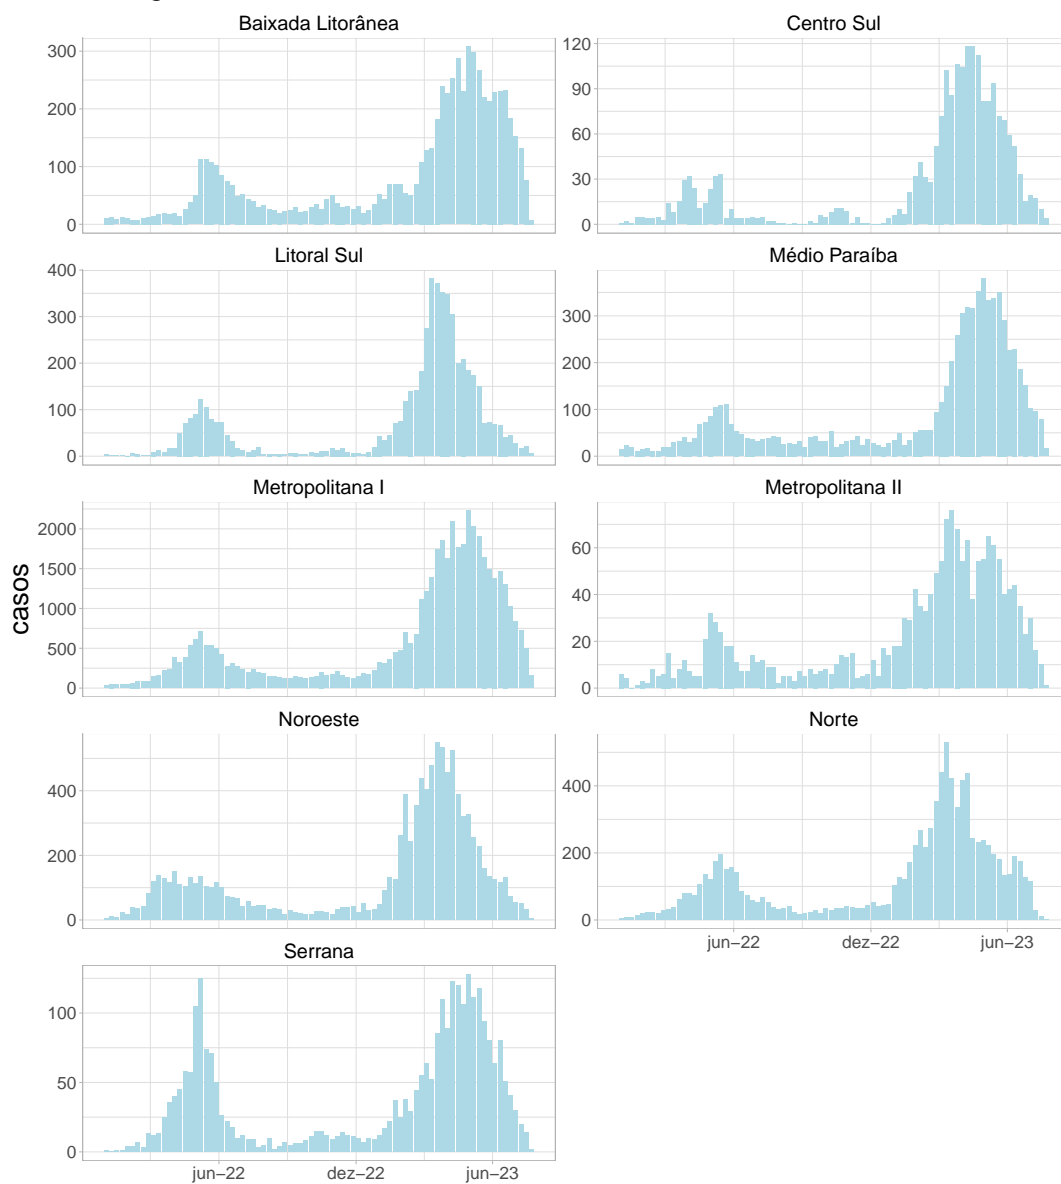 Baixada Litorânea
Centro Sul
300
200
100
0
120
90
60
30
0
Litoral Sul
Médio Paraíba
400
300
200
100
0
300
200
100
0
Metropolitana I
Metropolitana II
2000
1500
1000
500
0
60
40
20
0
casos
Noroeste
Norte
400
200
0
400
200
0
jun−22
dez−22
jun−23
Serrana
100
50
0
jun−22
dez−22
jun−23